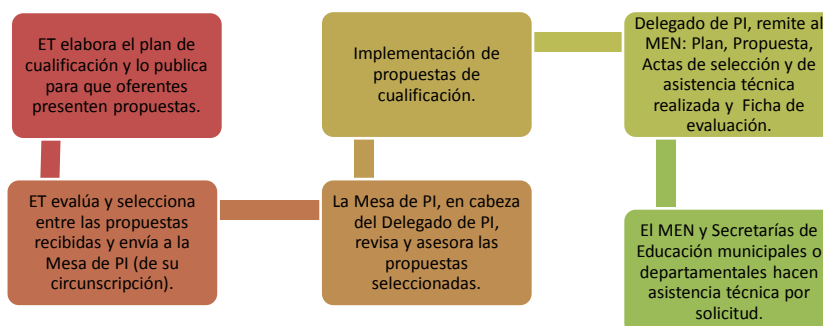 ET elabora el plan de
cualificación y lo publica
para que oferentes
presenten propuestas.
ET evalúa y selecciona
entre las propuestas
recibidas y envía a la
Mesa de PI (de su
circunscripción).
La Mesa de PI, en cabeza
del Delegado de PI,
revisa y asesora las
propuestas
seleccionadas.
Implementación de
propuestas de
cualificación.
Delegado de PI, remite al
MEN: Plan, Propuesta,
Actas de selección y de
asistencia técnica
realizada y Ficha de
evaluación.
El MEN y Secretarías de
Educación municipales o
departamentales hacen
asistencia técnica por
solicitud.